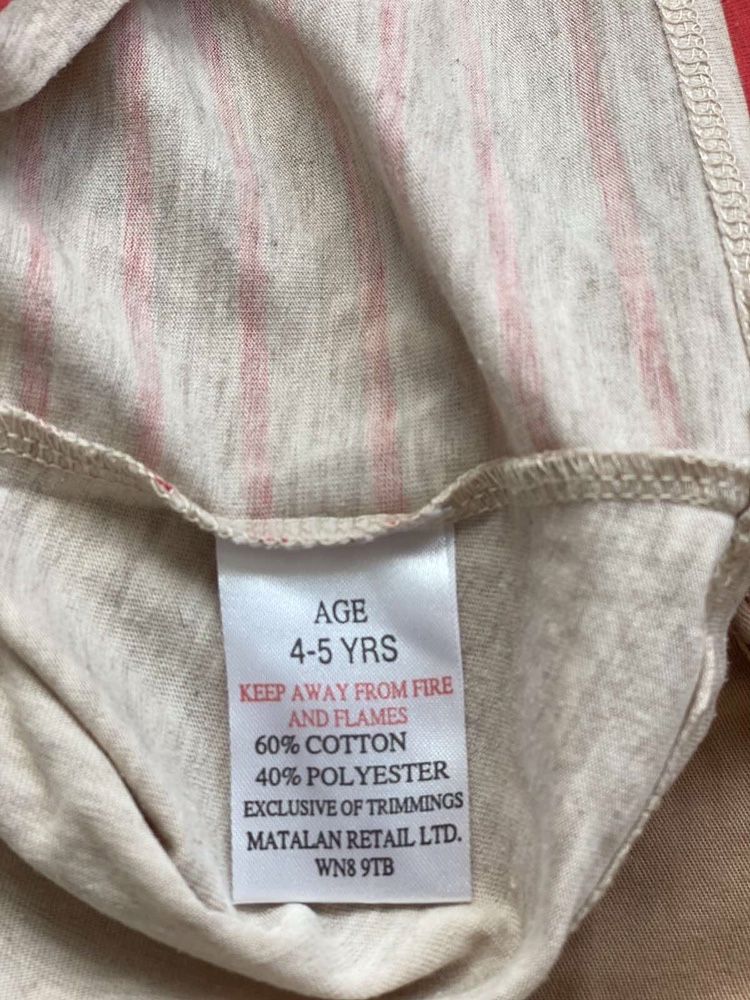 AGE
4-5 YRS
KEEP AWAY FROM FIRE
AND FLAMES
60% COTTON
40% POLYESTER
EXCLUSIVE OF TRIMMINGS
MATALAN RETAIL LTD.
WN8 9TB